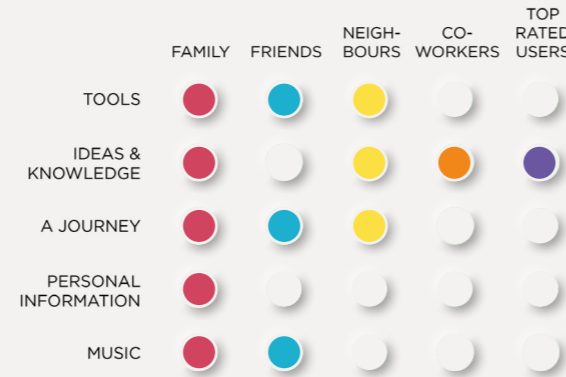 FAMILY
FRIENDS
NEIGH-
BOURS
CO-
WORKERS
TOP
RATED
USERS
TOOLS
IDEAS &
KNOWLEDGE
A JOURNEY
PERSONAL
INFORMATION
MUSIC